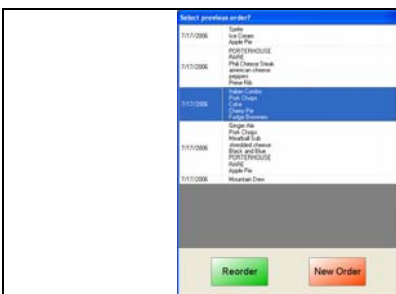 Select previous order?
7/17/2006
Sprite
Ice Cream
Apple Pie
7/17/2006
PORTERHOUSE
RARE
Phil Cheese Steak
american cheese
peppers
Prime Rib
7/17/2006
Italian Combo
Pork Chops
Coke
Cherry Pie
Fudge Brownies
7/17/2006
Ginger Ale
Pork Chops
Meatball Sub
shredded cheese
Black and Blue
PORTERHOUSE
RARE
Apple Pie
7/17/2006
Mountain Dew
Reorder
New Order